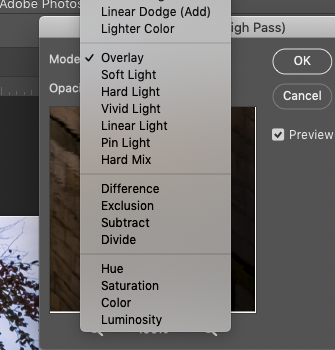 Adobe Photos
Linear Dodge (Add)
Lighter Color
igh Pass)
Mode
✓ Overlay
OK
Soft Light
Opaci
Hard Light
Cancel
Vivid Light
Linear Light
Preview
Pin Light
Hard Mix
Difference
Exclusion
Subtract
Divide
Hue
Saturation
Color
Luminosity